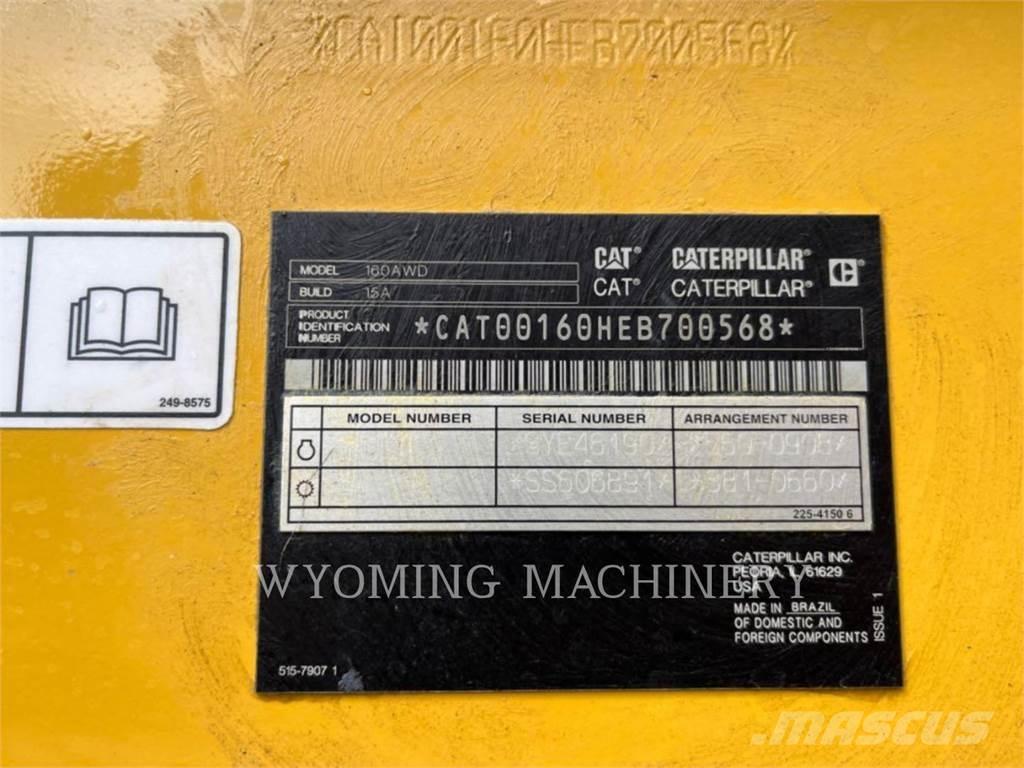 *CAT00160HEB700568*
MODEL 160AWD
BUILD 15A
CAT® CATERPILLAR®
CAT® CATERPILLAR®
PRODUCT
IDENTIFICATION
NUMBER
*CAT00160HEB700568*
249-8575
MODEL NUMBER SERIAL NUMBER ARRANGEMENT NUMBER
225-4150 6
CATERPILLAR INC.
PEORIA, IL 61629
USA
MADE IN BRAZIL
OF DOMESTIC AND
FOREIGN COMPONENTS
ISSUE 1
515-7907 1
WYOMING MACHINERY
MASCUS